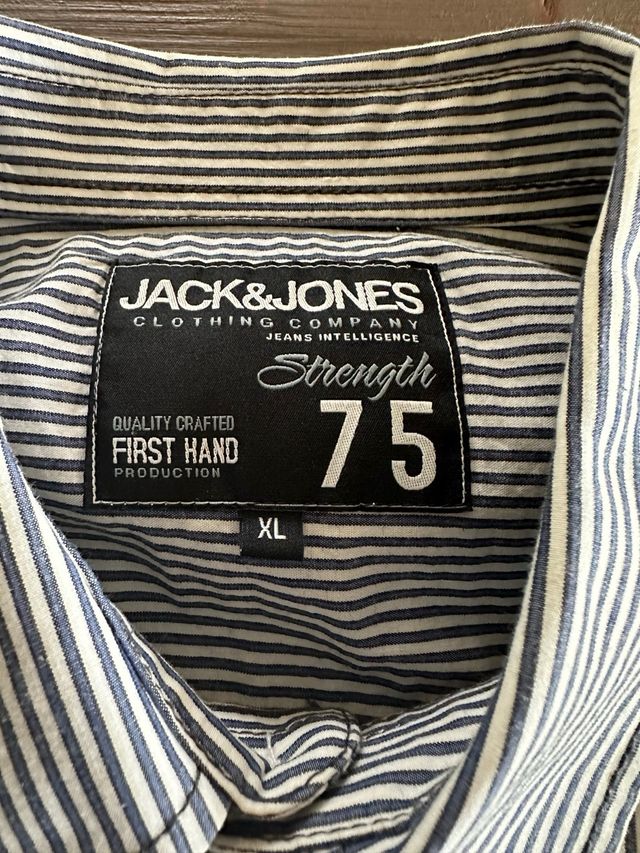 JACK&JONES
CLOTHING COMPANY
JEANS INTELLIGENCE
Strength
75
QUALITY CRAFTED
FIRST HAND
PRODUCTION
XL